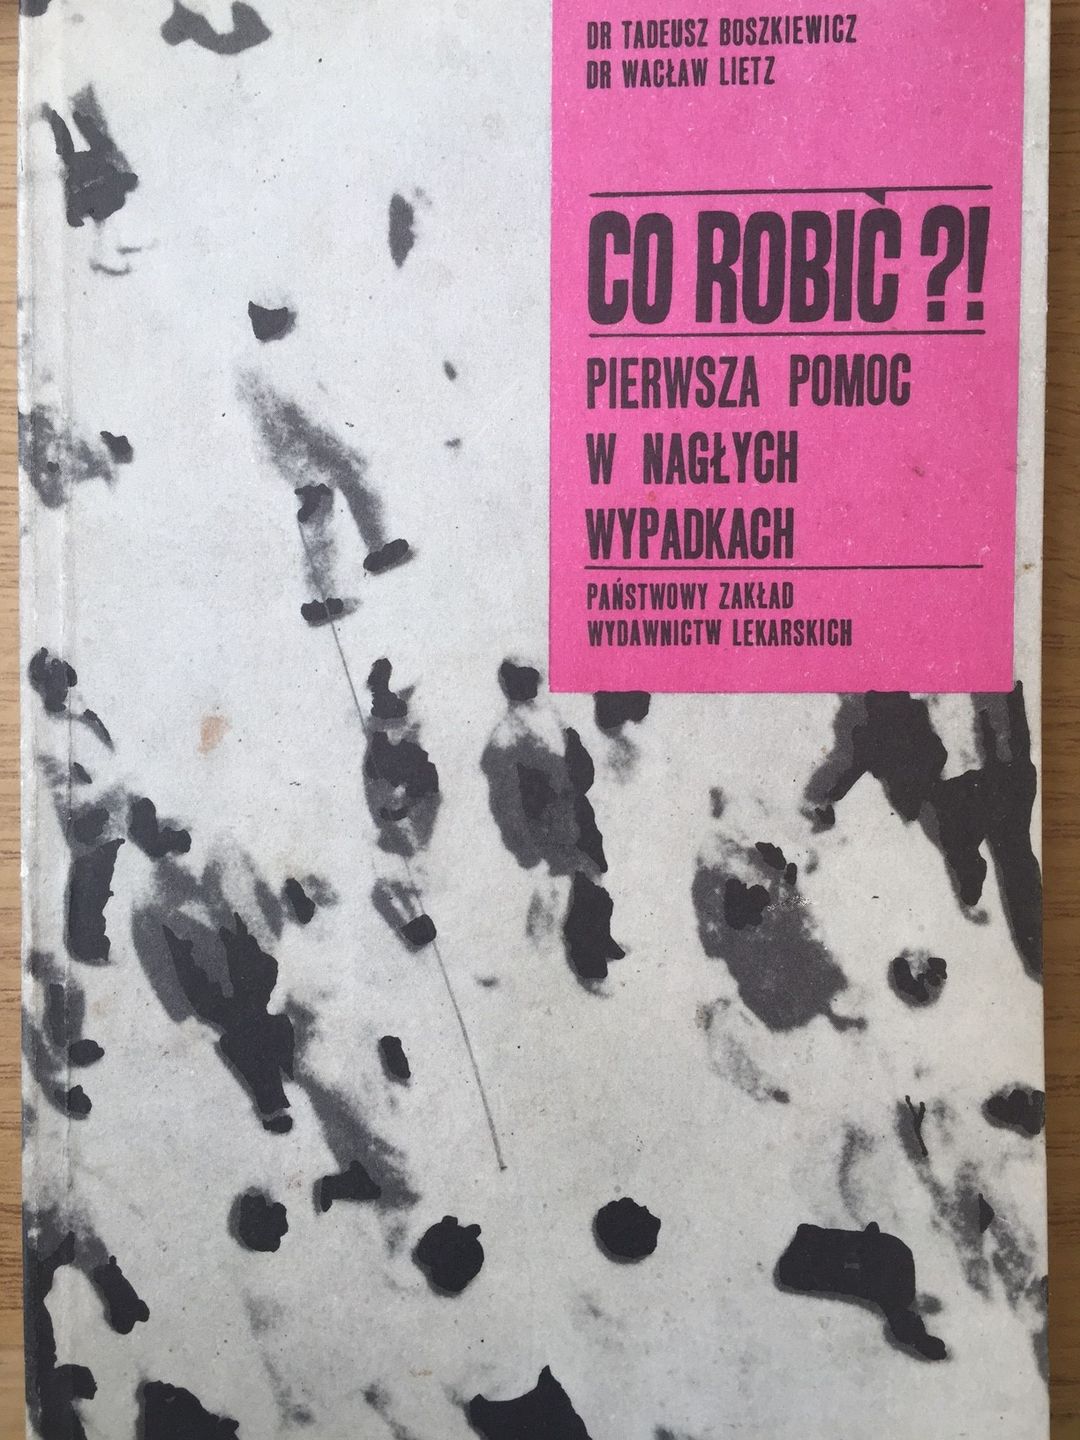 DR TADEUSZ BOSZKIEWICZ
DR WACŁAW LIETZ
CO ROBIĆ ?!
PIERWSZA POMOC
W NAGŁYCH
WYPADKACH
PAŃSTWOWY ZAKŁAD
WYDAWNICTW LEKARSKICH